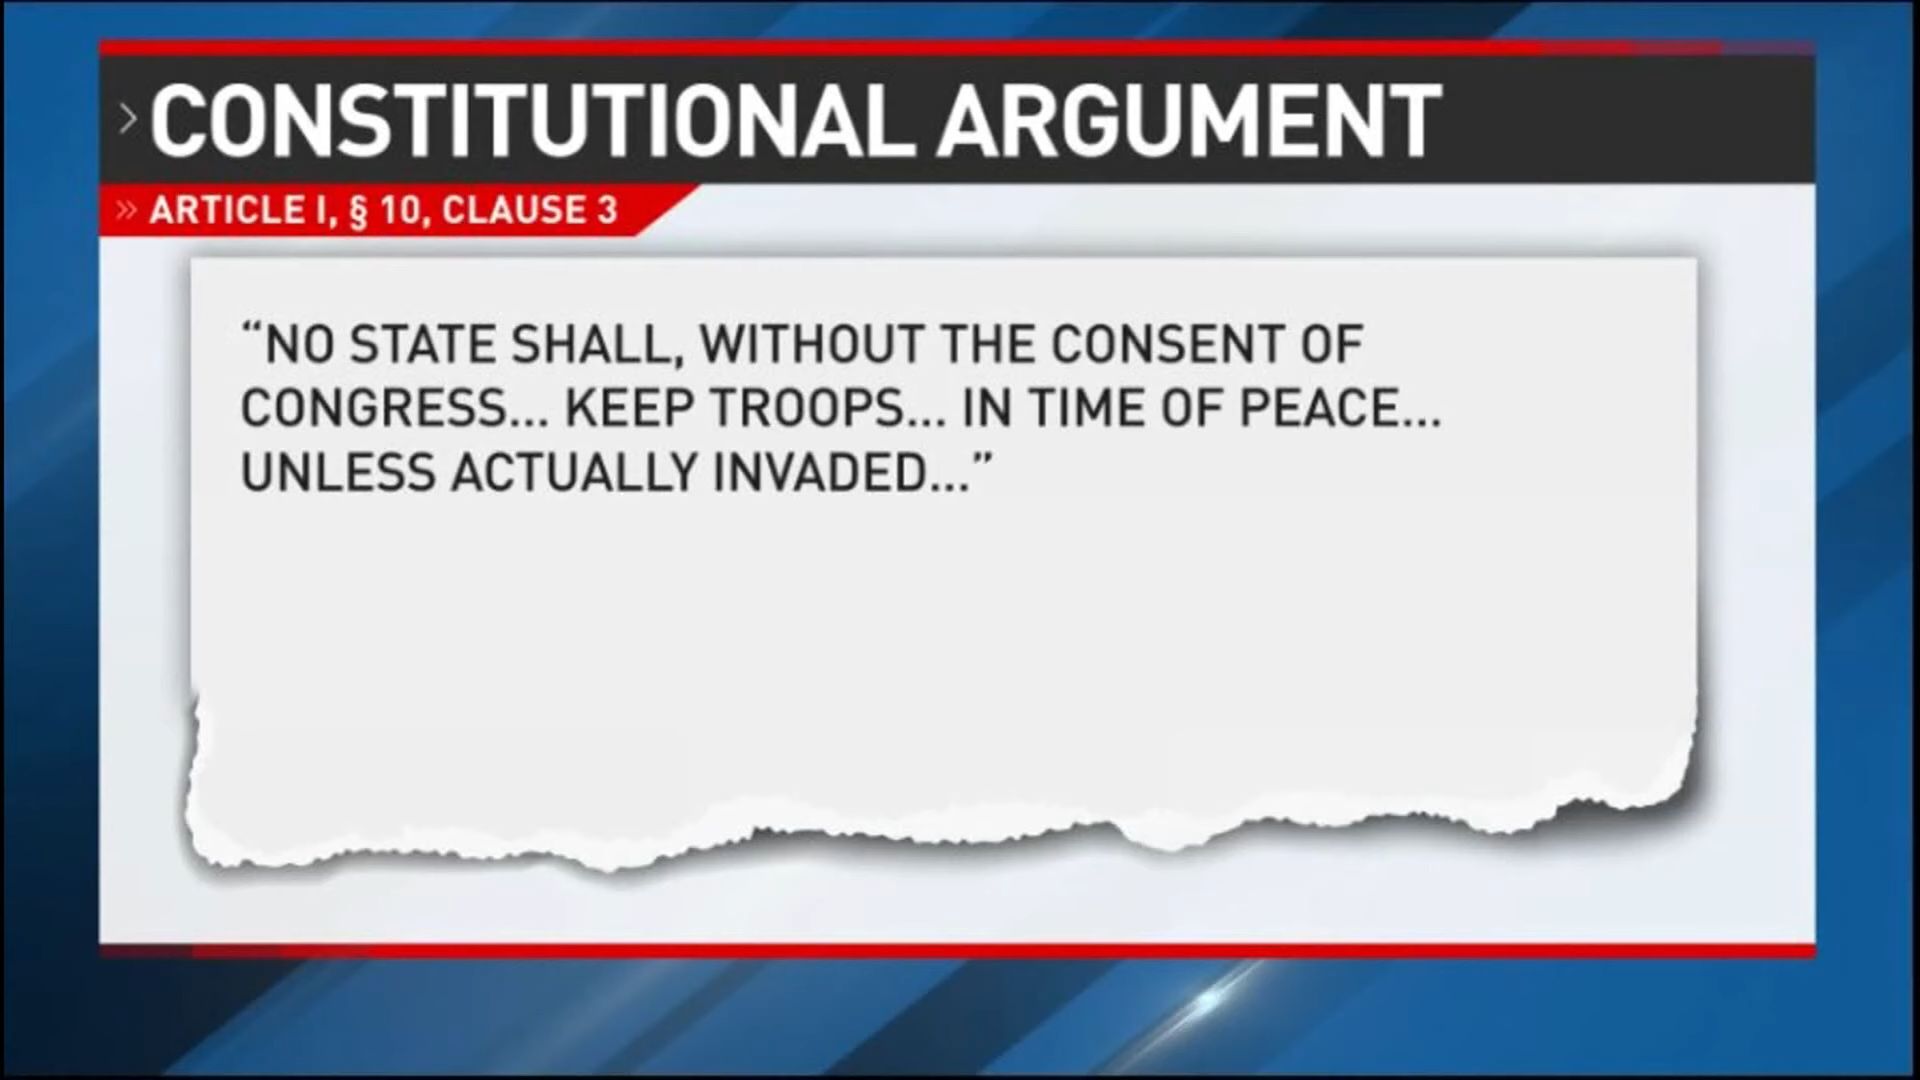 CONSTITUTIONAL ARGUMENT
ARTICLE I, § 10, CLAUSE 3
“NO STATE SHALL, WITHOUT THE CONSENT OF
CONGRESS... KEEP TROOPS... IN TIME OF PEACE...
UNLESS ACTUALLY INVADED...”